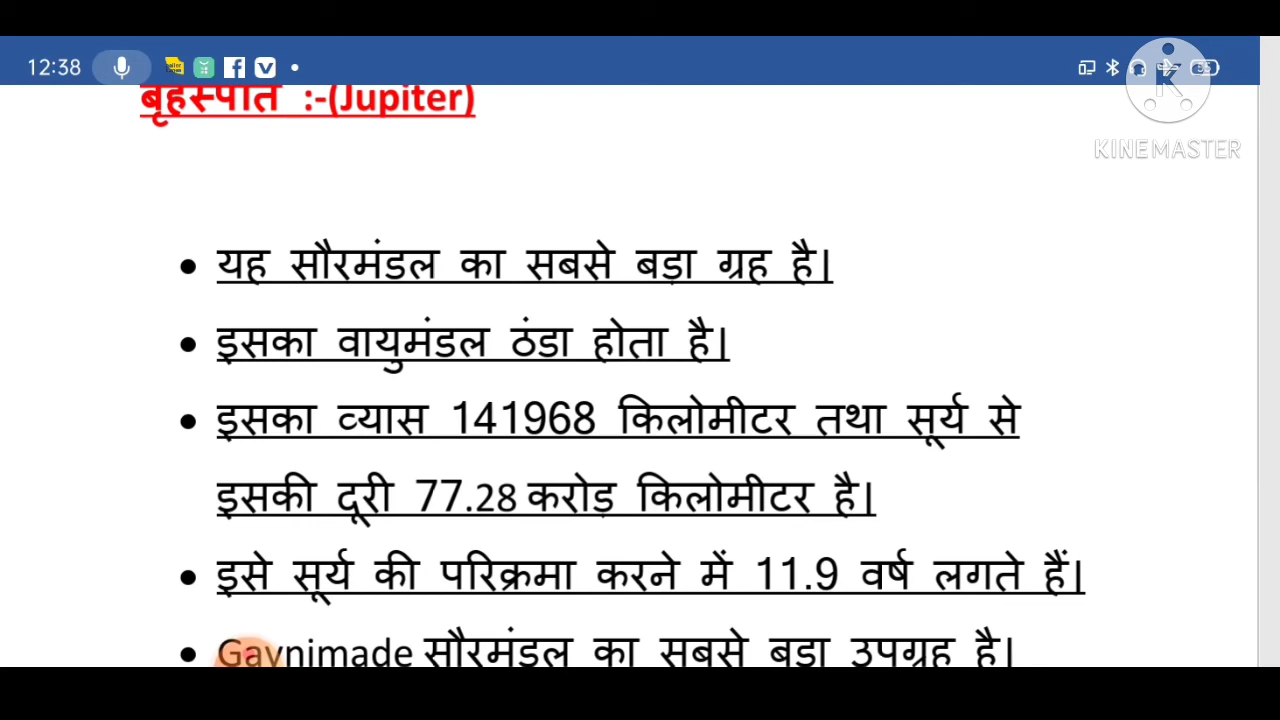 12:38
KINEMASTER
बृहस्पति :-(Jupiter)
• यह सौरमंडल का सबसे बड़ा ग्रह है।
• इसका वायुमंडल ठंडा होता है।
• इसका व्यास 141968 किलोमीटर तथा सूर्य से
इसकी दूरी 77.28 करोड़ किलोमीटर है।
• इसे सूर्य की परिक्रमा करने में 11.9 वर्ष लगते हैं।
• Gaynimade सौरमंडल का सबसे बड़ा उपग्रह है।